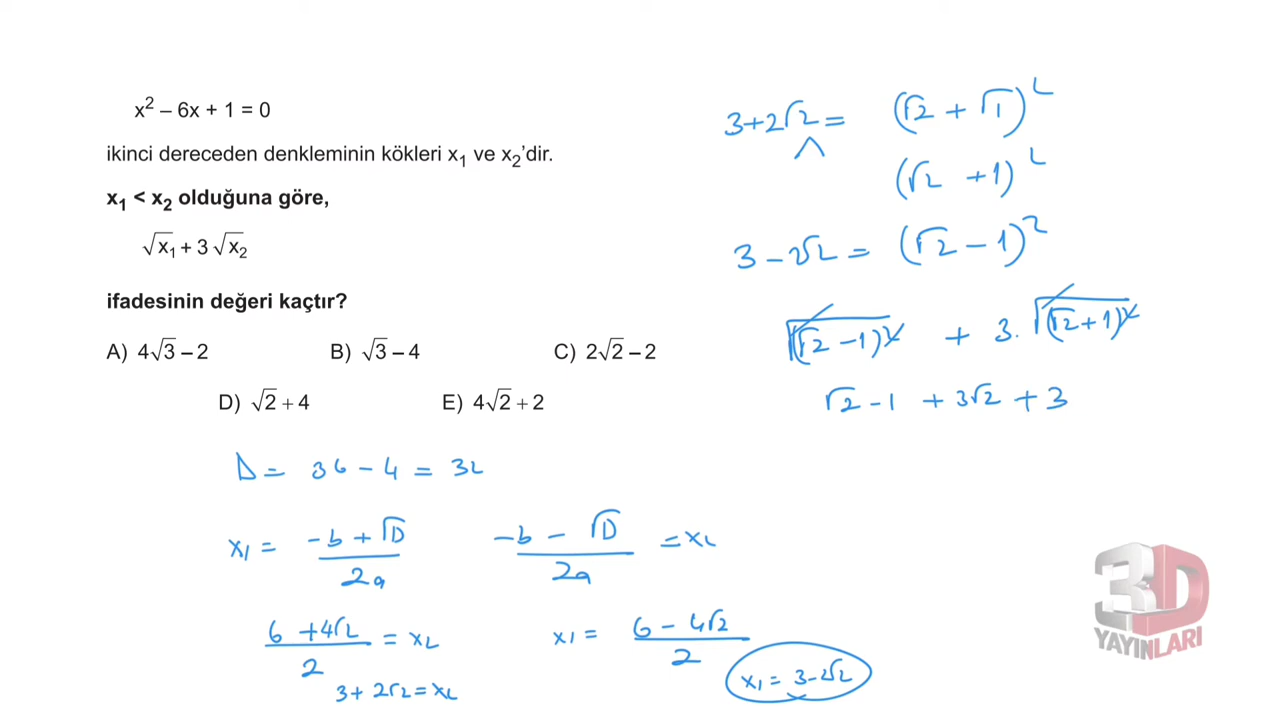 x² – 6x + 1 = 0
ikinci dereceden denkleminin kökleri x₁ ve x₂'dir.
x₁ < x₂ olduğuna göre,
√x₁ + 3 √x₂
ifadesinin değeri kaçtır?
A) 4√3 – 2
B) √3 – 4
C) 2√2 – 2
D) √2 + 4
E) 4√2 + 2
Δ = 36 – 4 = 32
x₁ = (-b + √Δ) / 2a
(-b – √Δ) / 2a = x₂
(6 + 4√2) / 2 = x₂
3 + 2√2 = x₂
x₁ = (6 – 4√2) / 2
x₁ = 3 – 2√2
3 + 2√2 = (√2 + √1)²
(√2 + 1)²
3 – 2√2 = (√2 – 1)²
√(√2 – 1)² + 3 . √(√2 + 1)²
√2 – 1 + 3√2 + 3
3D
YAYINLARI